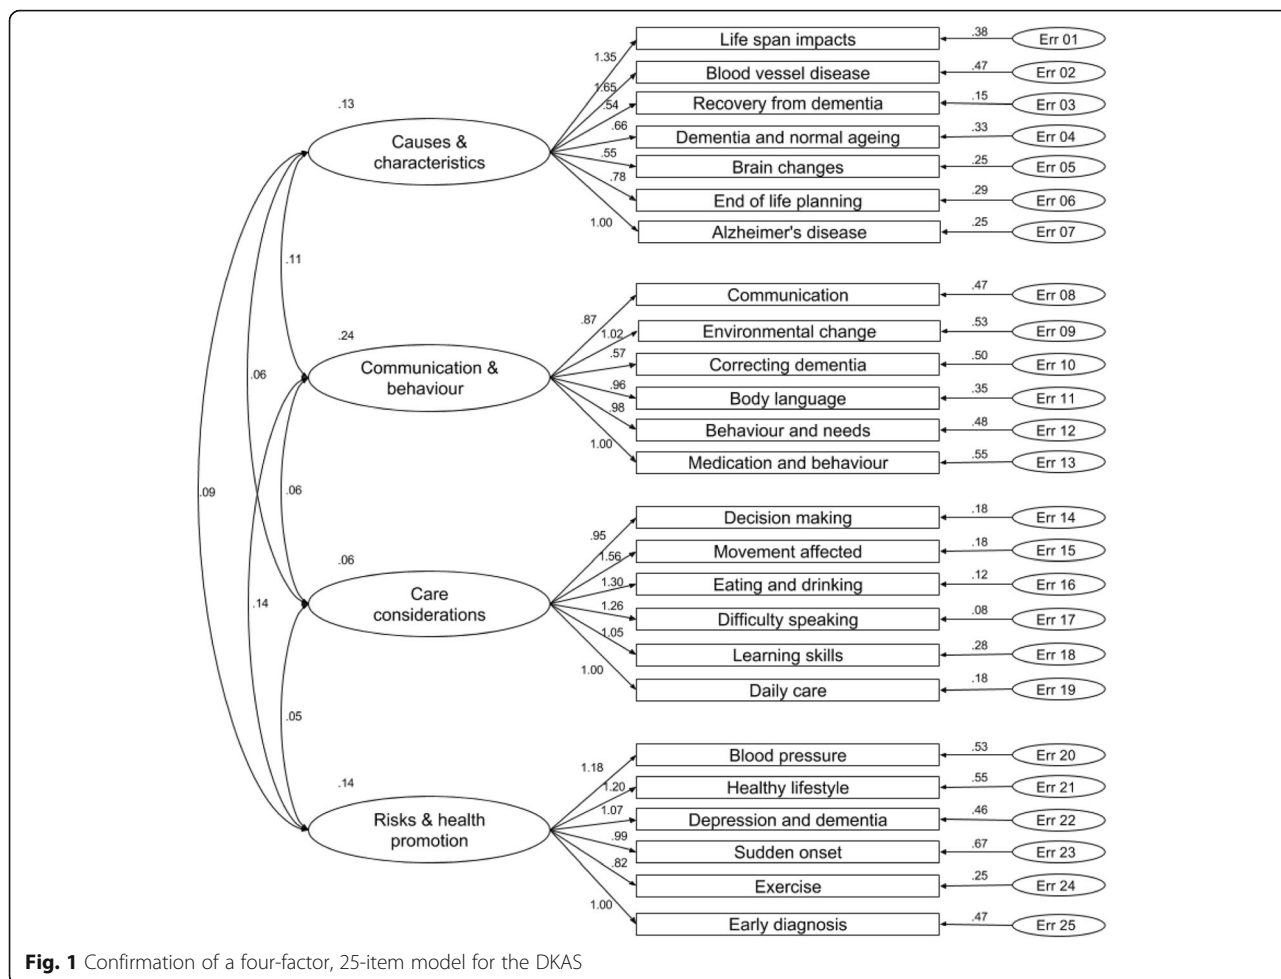 Life span impacts
.38
Err 01
1.35
Blood vessel disease
.47
Err 02
1.65
Recovery from dementia
.15
Err 03
.54
.13
Causes &
characteristics
Dementia and normal ageing
.33
Err 04
.66
Brain changes
.25
Err 05
.55
End of life planning
.29
Err 06
.78
Alzheimer's disease
.25
Err 07
1.00
.11
Communication
.47
Err 08
.87
Environmental change
.53
Err 09
1.02
.24
Communication &
behaviour
Correcting dementia
.50
Err 10
.57
Body language
.35
Err 11
.96
Behaviour and needs
.48
Err 12
.98
Medication and behaviour
.55
Err 13
1.00
.06
.06
.09
Decision making
.18
Err 14
.95
Movement affected
.18
Err 15
1.56
.06
Care
considerations
Eating and drinking
.12
Err 16
1.30
Difficulty speaking
.08
Err 17
1.26
Learning skills
.28
Err 18
1.05
Daily care
.18
Err 19
1.00
.14
.05
Blood pressure
.53
Err 20
1.18
Healthy lifestyle
.55
Err 21
1.20
.14
Risks & health
promotion
Depression and dementia
.46
Err 22
1.07
Sudden onset
.67
Err 23
.99
Exercise
.25
Err 24
.82
Early diagnosis
.47
Err 25
1.00
Fig. 1 Confirmation of a four-factor, 25-item model for the DKAS